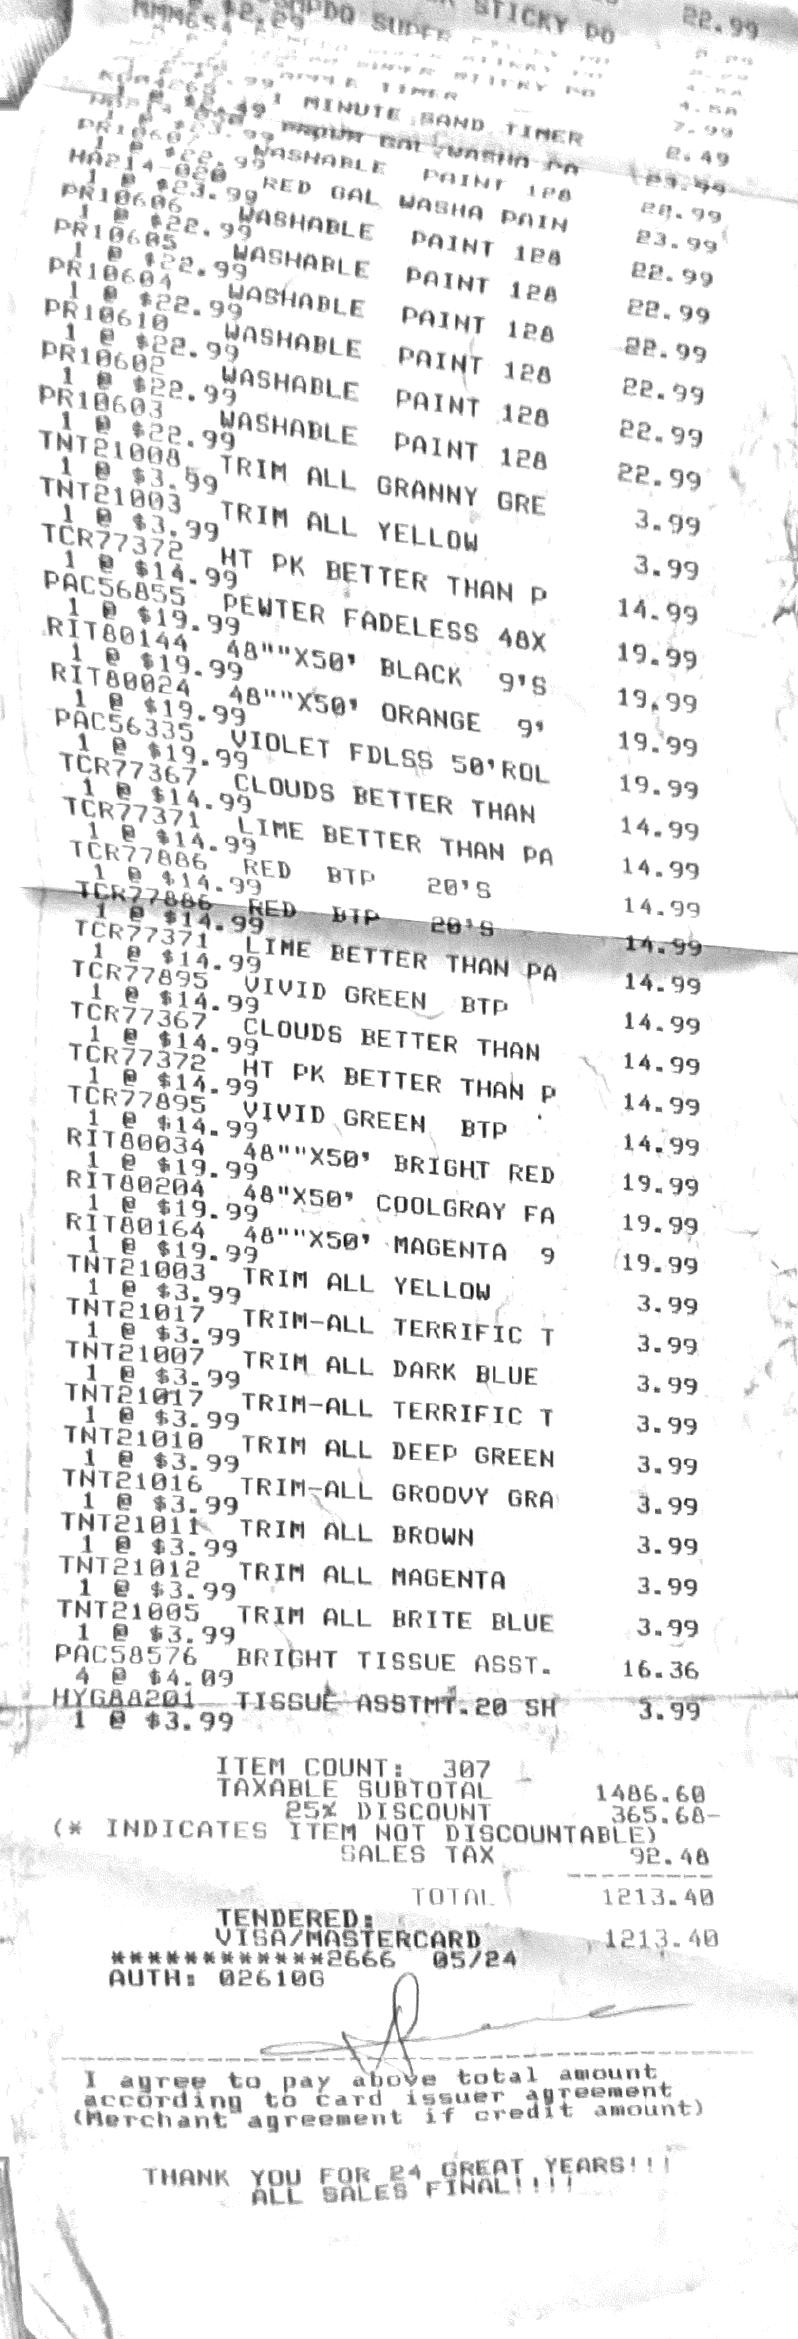 STICKY PO 22.99
MMM654 PDQ SUPER
$2.29
TIMER
1 MINUTE SAND TIMER 7.99
2.49
BROWN GAL WASHA PA 23.99
PR10607 WASHABLE PAINT 128 22.99
1 @ $22.99
HA214-020 RED GAL WASHA PAIN 23.99
1 @ $23.99
PR10606 WASHABLE PAINT 128 22.99
1 @ $22.99
PR10605 WASHABLE PAINT 128 22.99
1 @ $22.99
PR10604 WASHABLE PAINT 128 22.99
1 @ $22.99
PR10610 WASHABLE PAINT 128 22.99
1 @ $22.99
PR10602 WASHABLE PAINT 128 22.99
1 @ $22.99
PR10603 WASHABLE PAINT 128 22.99
1 @ $22.99
TNT21008 TRIM ALL GRANNY GRE 3.99
1 @ $3.99
TNT21003 TRIM ALL YELLOW 3.99
1 @ $3.99
TCR77372 HT PK BETTER THAN P 14.99
1 @ $14.99
PAC56855 PEWTER FADELESS 48X 19.99
1 @ $19.99
RIT80144 48""X50' BLACK 9'S 19.99
1 @ $19.99
RIT80024 48""X50' ORANGE 9' 19.99
1 @ $19.99
PAC56335 VIOLET FDLSS 50'ROL 19.99
1 @ $19.99
TCR77367 CLOUDS BETTER THAN 14.99
1 @ $14.99
TCR77371 LIME BETTER THAN PA 14.99
1 @ $14.99
TCR77886 RED BTP 20'S 14.99
1 @ $14.99
TCR77886 RED BTP 20'S 14.99
1 @ $14.99
TCR77371 LIME BETTER THAN PA 14.99
1 @ $14.99
TCR77895 VIVID GREEN BTP 14.99
1 @ $14.99
TCR77367 CLOUDS BETTER THAN 14.99
1 @ $14.99
TCR77372 HT PK BETTER THAN P 14.99
1 @ $14.99
TCR77895 VIVID GREEN BTP 14.99
1 @ $14.99
RIT80034 48""X50' BRIGHT RED 19.99
1 @ $19.99
RIT80204 48"X50' COOLGRAY FA 19.99
1 @ $19.99
RIT80164 48""X50' MAGENTA 9 19.99
1 @ $19.99
TNT21003 TRIM ALL YELLOW 3.99
1 @ $3.99
TNT21017 TRIM-ALL TERRIFIC T 3.99
1 @ $3.99
TNT21007 TRIM ALL DARK BLUE 3.99
1 @ $3.99
TNT21017 TRIM-ALL TERRIFIC T 3.99
1 @ $3.99
TNT21010 TRIM ALL DEEP GREEN 3.99
1 @ $3.99
TNT21016 TRIM-ALL GROOVY GRA 3.99
1 @ $3.99
TNT21011 TRIM ALL BROWN 3.99
1 @ $3.99
TNT21012 TRIM ALL MAGENTA 3.99
1 @ $3.99
TNT21005 TRIM ALL BRITE BLUE 3.99
1 @ $3.99
PAC58576 BRIGHT TISSUE ASST. 16.36
4 @ $4.09
HYG88201 TISSUE ASSTMT.20 SH 3.99
1 @ $3.99
ITEM COUNT: 307
TAXABLE SUBTOTAL 1486.60
25% DISCOUNT 365.68-
(* INDICATES ITEM NOT DISCOUNTABLE)
SALES TAX 92.48
TOTAL 1213.40
TENDERED:
VISA/MASTERCARD 1213.40
************2666 05/24
AUTH: 02610G
I agree to pay above total amount
according to card issuer agreement
(Merchant agreement if credit amount)
THANK YOU FOR 24 GREAT YEARS!!!
ALL SALES FINAL!!!!